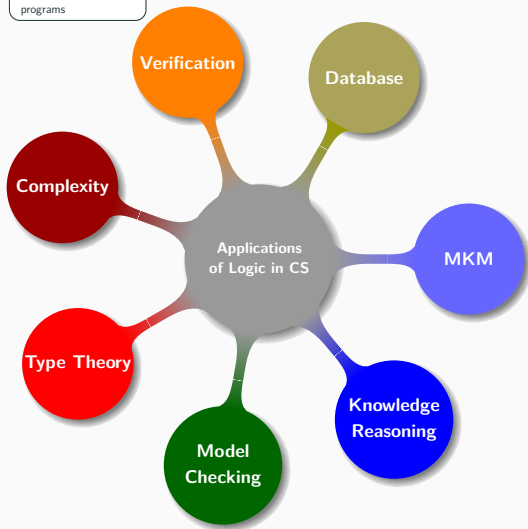 programs
Verification
Database
Complexity
Applications
of Logic in CS
MKM
Type Theory
Knowledge
Reasoning
Model
Checking